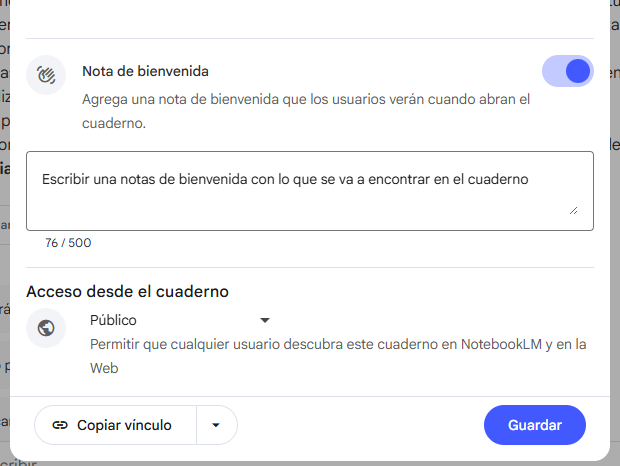 Nota de bienvenida
Agrega una nota de bienvenida que los usuarios verán cuando abran el
cuaderno.
Escribir una notas de bienvenida con lo que se va a encontrar en el cuaderno
76 / 500
Acceso desde el cuaderno
Público
Permitir que cualquier usuario descubra este cuaderno en NotebookLM y en la
Web
Copiar vínculo
Guardar